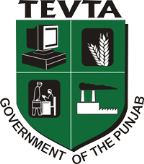 TEVTA
GOVERNMENT OF THE PUNJAB